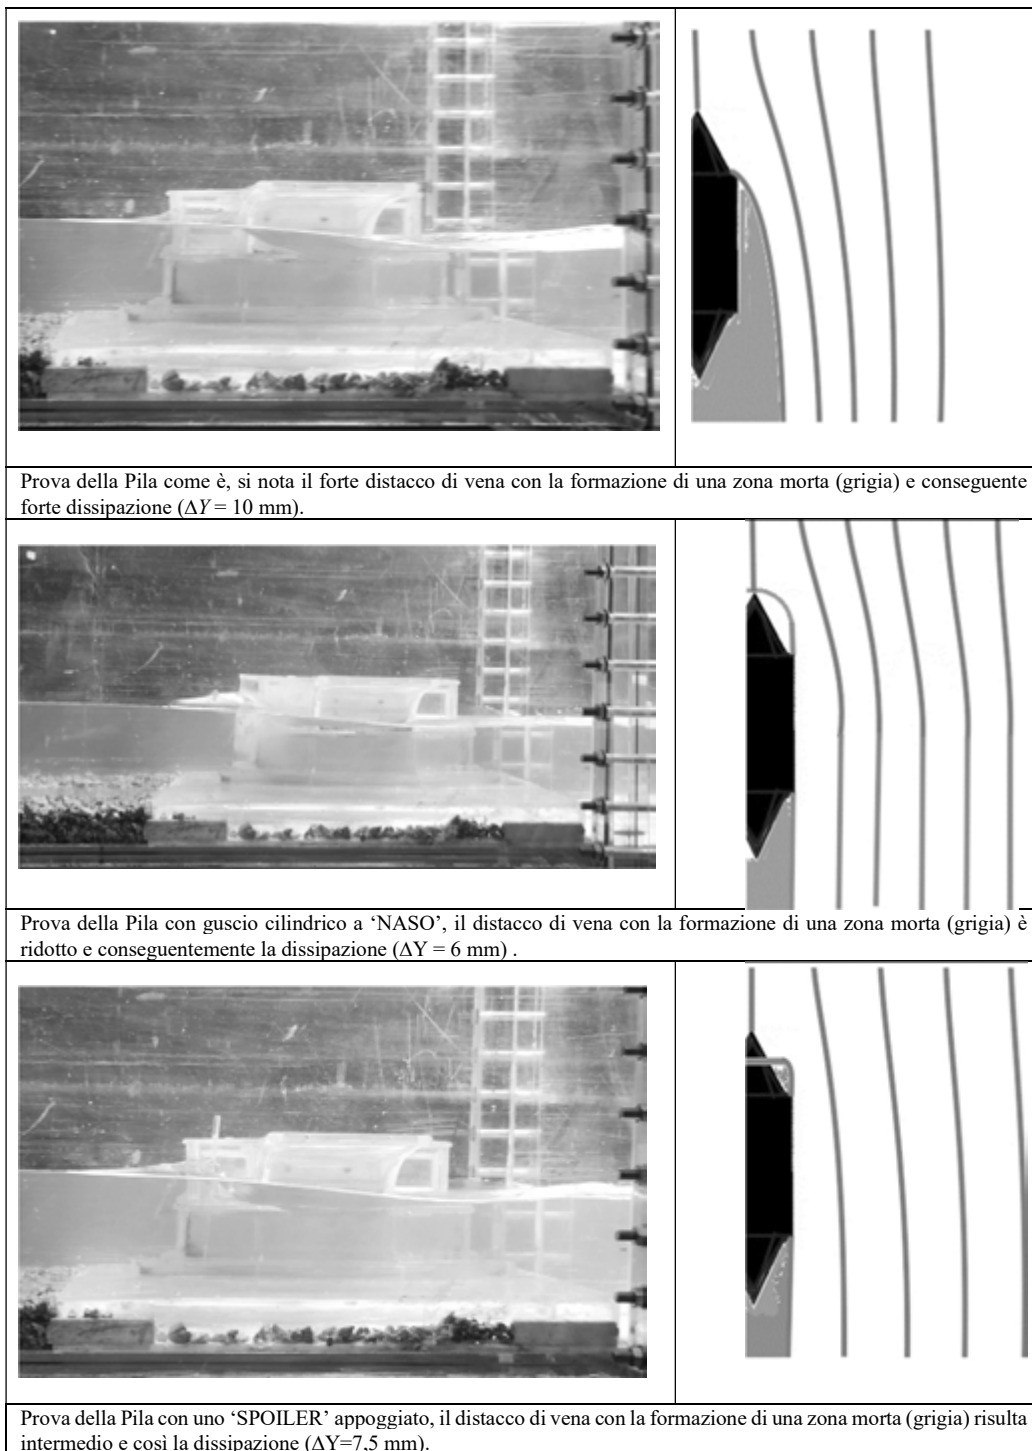 Prova della Pila come è, si nota il forte distacco di vena con la formazione di una zona morta (grigia) e conseguente
forte dissipazione (ΔY = 10 mm).
Prova della Pila con guscio cilindrico a ‘NASO’, il distacco di vena con la formazione di una zona morta (grigia) è
ridotto e conseguentemente la dissipazione (ΔY = 6 mm) .
Prova della Pila con uno ‘SPOILER’ appoggiato, il distacco di vena con la formazione di una zona morta (grigia) risulta
intermedio e così la dissipazione (ΔY=7,5 mm).